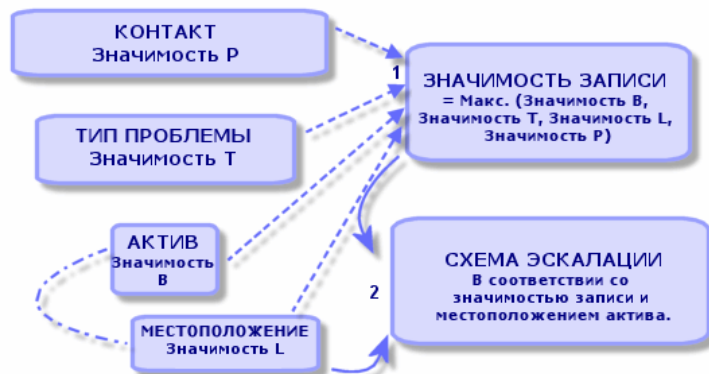 КОНТАКТ
Значимость P
ТИП ПРОБЛЕМЫ
Значимость T
АКТИВ
Значимость
B
МЕСТОПОЛОЖЕНИЕ
Значимость L
1
ЗНАЧИМОСТЬ ЗАПИСИ
= Макс. (Значимость B,
Значимость T, Значимость L,
Значимость P)
2
СХЕМА ЭСКАЛАЦИИ
В соответствии со
значимостью записи и
местоположением актива.